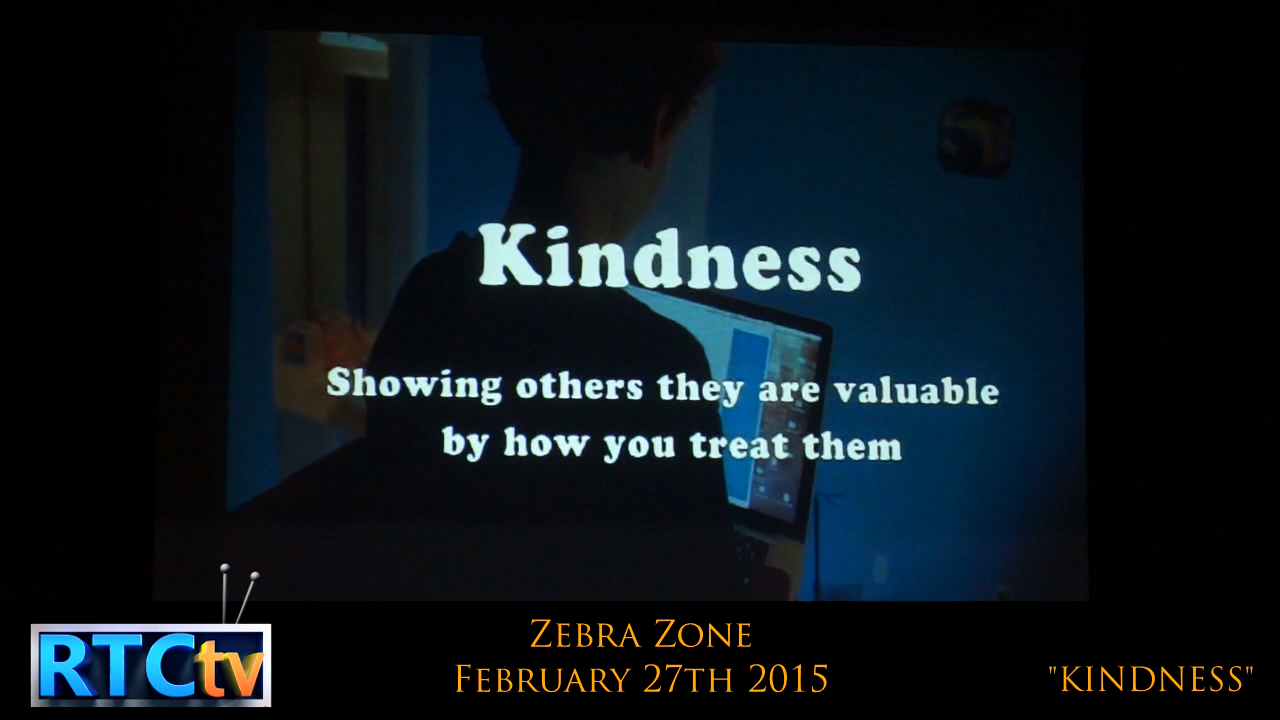 Kindness
Showing others they are valuable
by how you treat them
RTCtv
Zebra Zone
February 27th 2015
"KINDNESS"